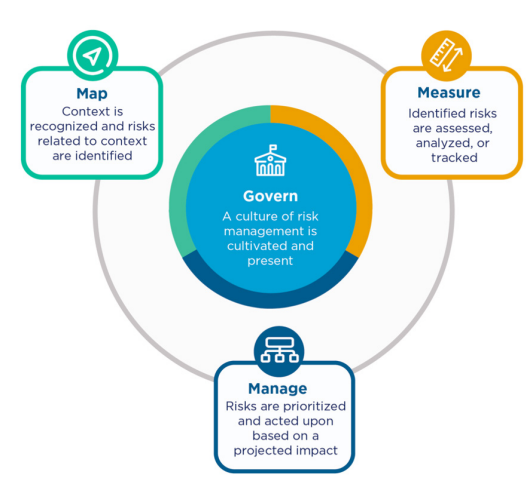 Map
Context is
recognized and risks
related to context
are identified
Measure
Identified risks
are assessed,
analyzed, or
tracked
Govern
A culture of risk
management is
cultivated and
present
Manage
Risks are prioritized
and acted upon
based on a
projected impact